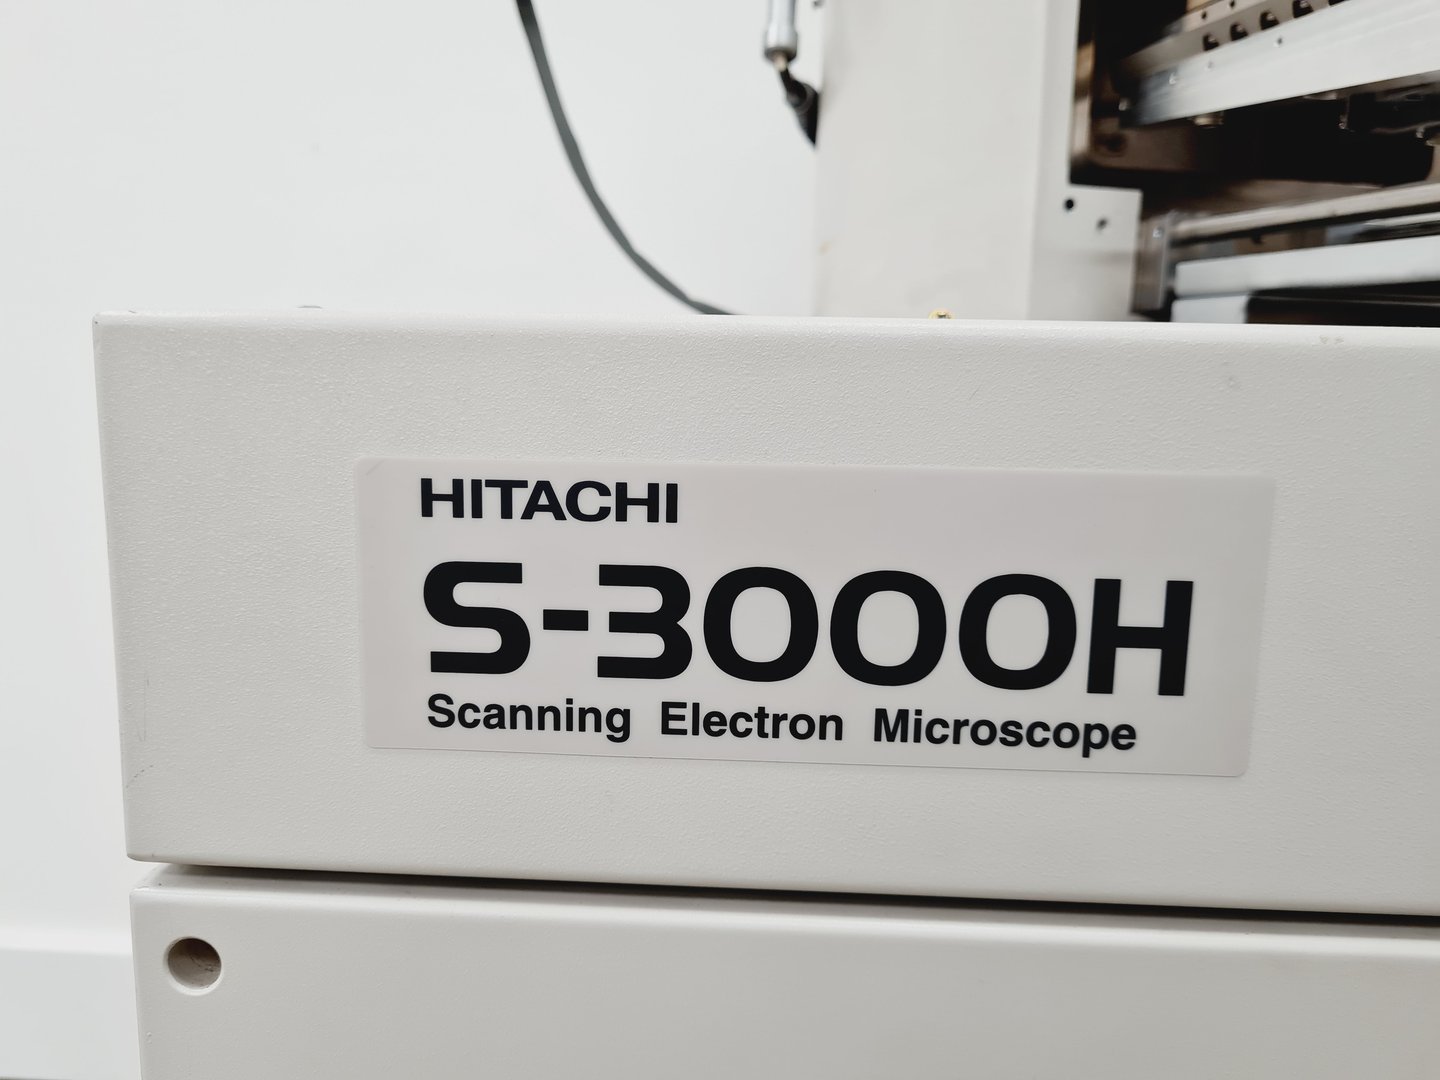 HITACHI
S-3000H
Scanning Electron Microscope